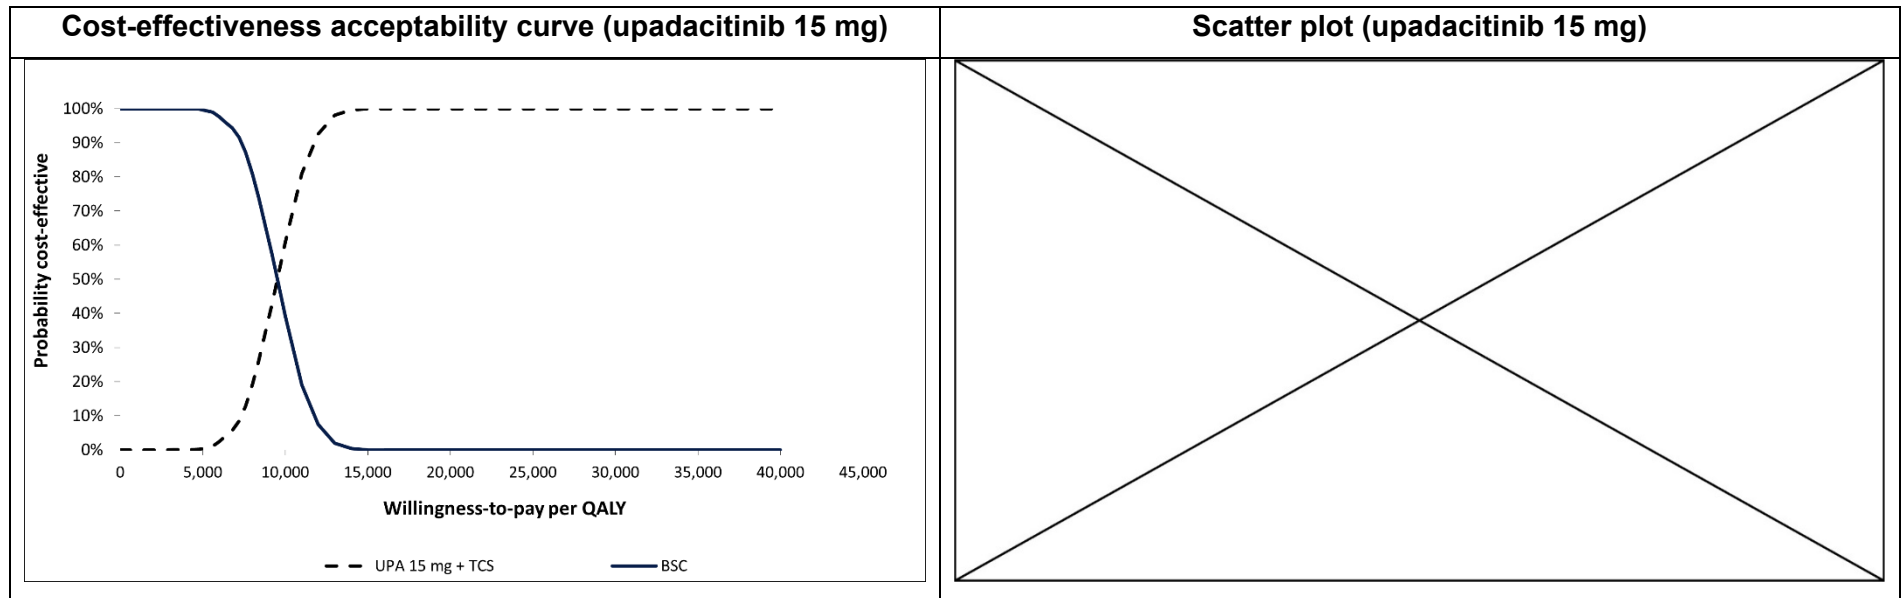 Cost-effectiveness acceptability curve (upadacitinib 15 mg)
Scatter plot (upadacitinib 15 mg)
Probability cost-effective
100%
90%
80%
70%
60%
50%
40%
30%
20%
10%
0%
0 5,000 10,000 15,000 20,000 25,000 30,000 35,000 40,000 45,000
Willingness-to-pay per QALY
UPA 15 mg + TCS BSC